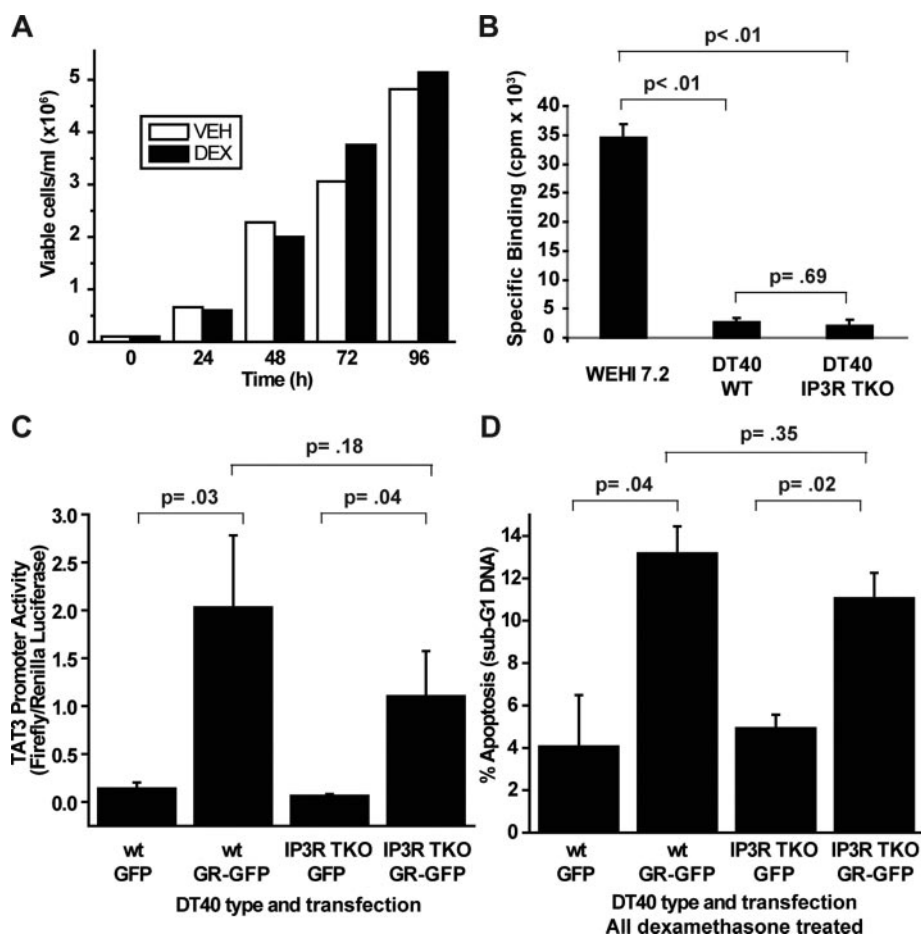 A
Viable cells/ml (x10⁶)
5
4
3
2
1
0
VEH
DEX
0 24 48 72 96
Time (h)
B
p< .01
p< .01
p= .69
Specific Binding (cpm x 10³)
40
35
30
25
20
15
10
5
0
WEHI 7.2
DT40
WT
DT40
IP3R TKO
C
p= .18
p= .03
p= .04
TAT3 Promoter Activity
(Firefly/Renilla Luciferase)
3.0
2.5
2.0
1.5
1.0
0.5
0.0
wt
GFP
wt
GR-GFP
IP3R TKO
GFP
IP3R TKO
GR-GFP
DT40 type and transfection
D
p= .35
p= .04
p= .02
% Apoptosis (sub-G1 DNA)
14
12
10
8
6
4
2
0
wt
GFP
wt
GR-GFP
IP3R TKO
GFP
IP3R TKO
GR-GFP
DT40 type and transfection
All dexamethasone treated